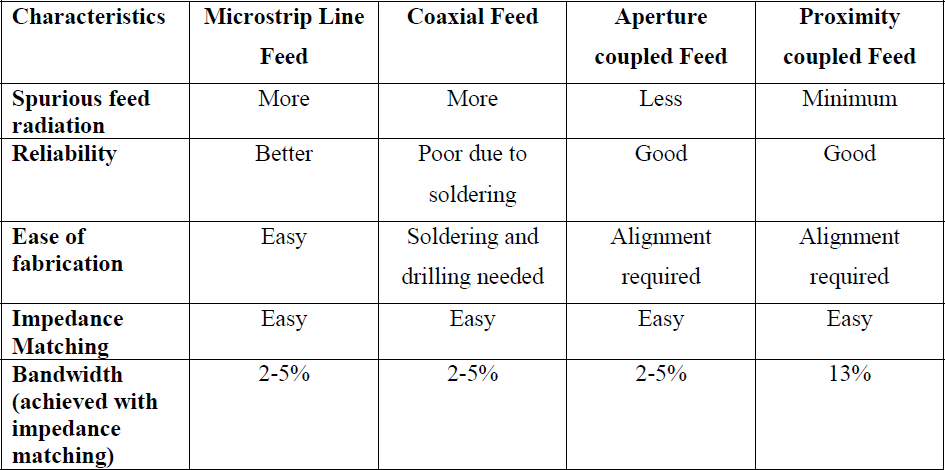 Characteristics Microstrip Line Coaxial Feed Aperture Proximity
Feed coupled Feed coupled Feed
Spurious feed More More Less Minimum
radiation
Reliability Better Poor due to Good Good
soldering
Ease of Easy Soldering and Alignment Alignment
fabrication drilling needed required required
Impedance Easy Easy Easy Easy
Matching
Bandwidth 2-5% 2-5% 2-5% 13%
(achieved with
impedance
matching)